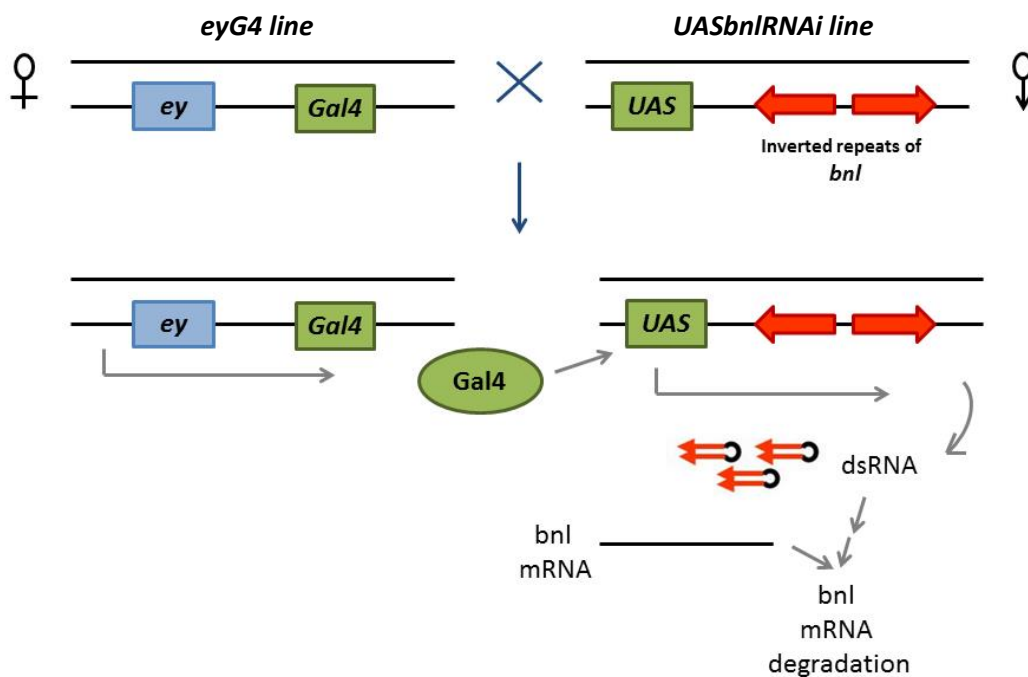 eyG4 line
UASbnlRNAi line
ey
Gal4
UAS
Inverted repeats of
bnl
ey
Gal4
UAS
Gal4
dsRNA
bnl
mRNA
bnl
mRNA
degradation